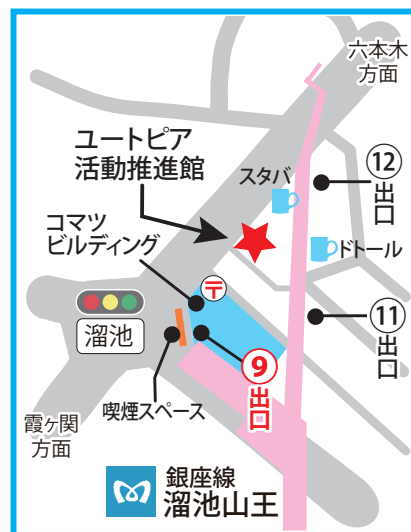 六本木
方面
ユートピア
活動推進館
スタバ
⑫
出口
コマツ
ビルディング
ドトール
〒
溜池
⑪
出口
⑨
出口
喫煙スペース
霞ヶ関
方面
銀座線
溜池山王